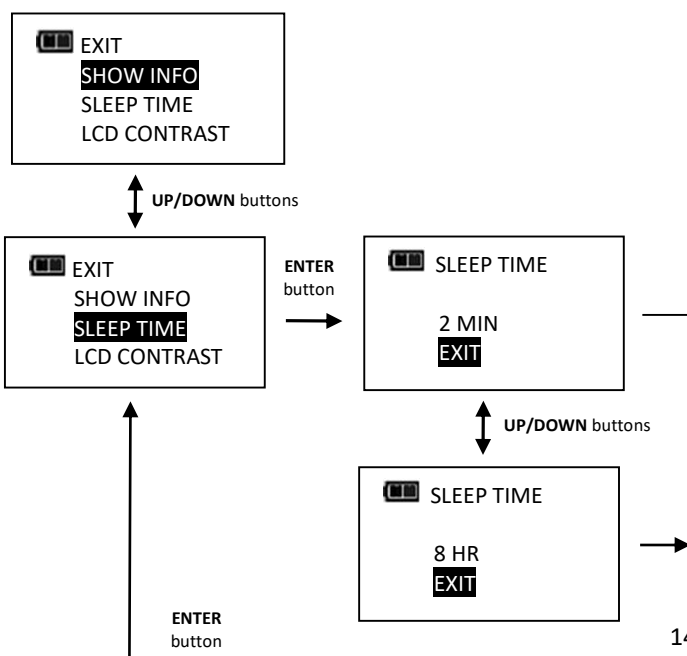 EXIT
SHOW INFO
SLEEP TIME
LCD CONTRAST
UP/DOWN buttons
EXIT
SHOW INFO
SLEEP TIME
LCD CONTRAST
ENTER
button
SLEEP TIME
2 MIN
EXIT
UP/DOWN buttons
SLEEP TIME
8 HR
EXIT
ENTER
button
14